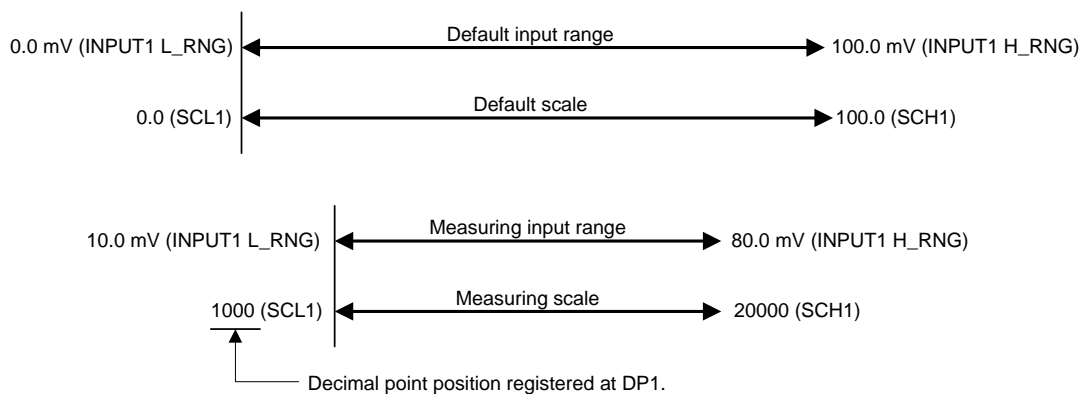 0.0 mV (INPUT1 L_RNG) Default input range 100.0 mV (INPUT1 H_RNG)
0.0 (SCL1) Default scale 100.0 (SCH1)
10.0 mV (INPUT1 L_RNG) Measuring input range 80.0 mV (INPUT1 H_RNG)
1000 (SCL1) Measuring scale 20000 (SCH1)
Decimal point position registered at DP1.